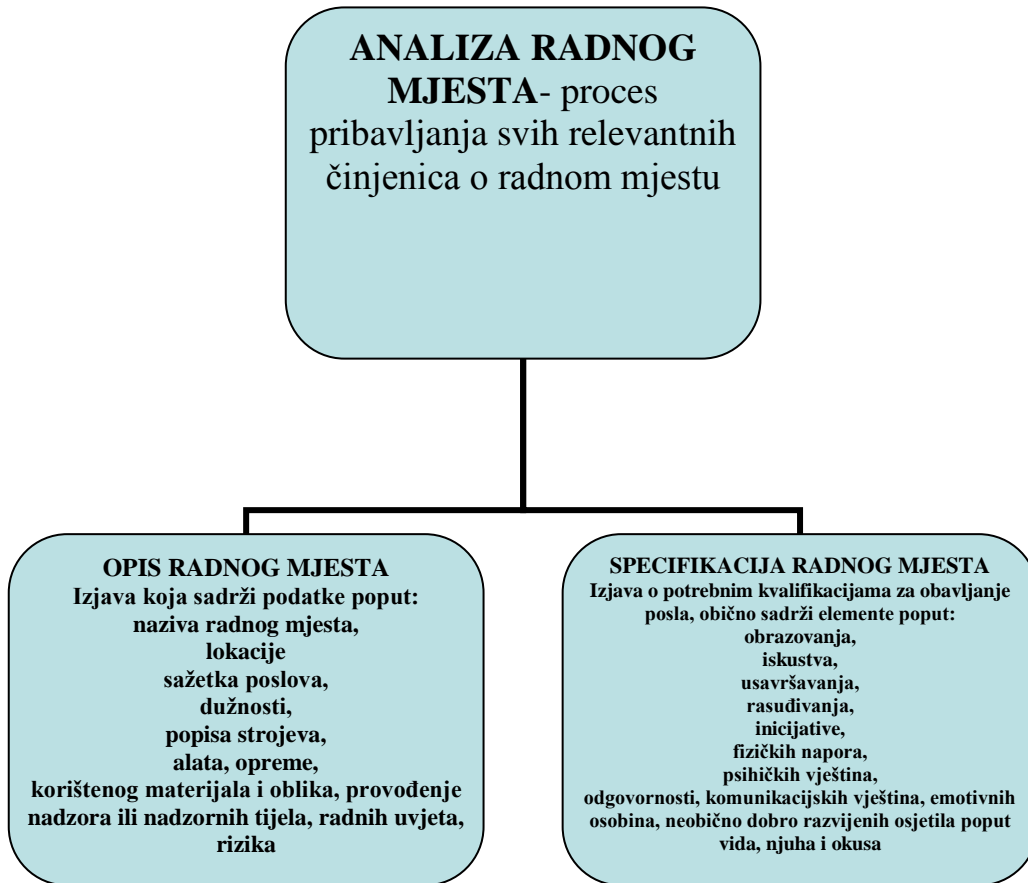 ANALIZA RADNOG
MJESTA- proces
pribavljanja svih relevantnih
činjenica o radnom mjestu
OPIS RADNOG MJESTA
Izjava koja sadrži podatke poput:
naziva radnog mjesta,
lokacije
sažetka poslova,
dužnosti,
popisa strojeva,
alata, opreme,
korištenog materijala i oblika, provođenje
nadzora ili nadzornih tijela, radnih uvjeta,
rizika
SPECIFIKACIJA RADNOG MJESTA
Izjava o potrebnim kvalifikacijama za obavljanje
posla, obično sadrži elemente poput:
obrazovanja,
iskustva,
usavršavanja,
rasuđivanja,
inicijative,
fizičkih napora,
psihičkih vještina,
odgovornosti, komunikacijskih vještina, emotivnih
osobina, neobično dobro razvijenih osjetila poput
vida, njuha i okusa